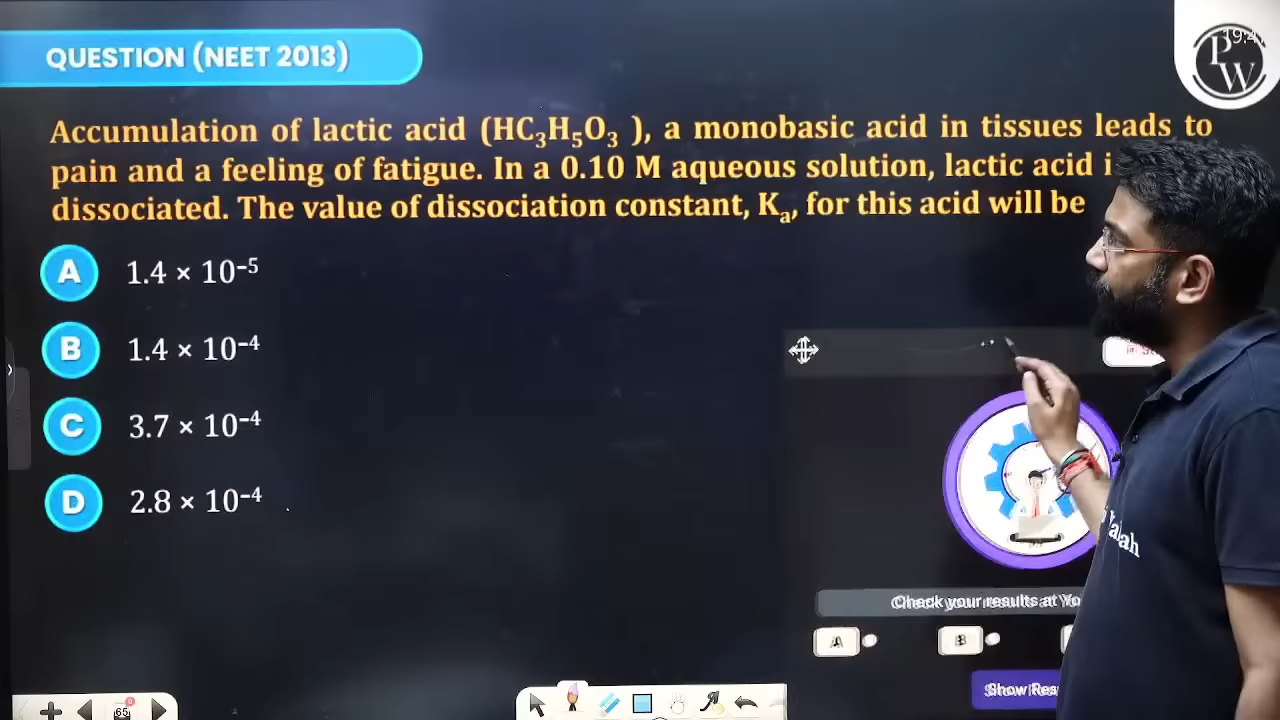 QUESTION (NEET 2013)
PW
Accumulation of lactic acid (HC₃H₅O₃ ), a monobasic acid in tissues leads to
pain and a feeling of fatigue. In a 0.10 M aqueous solution, lactic acid i
dissociated. The value of dissociation constant, Kₐ, for this acid will be
A 1.4 × 10⁻⁵
B 1.4 × 10⁻⁴
C 3.7 × 10⁻⁴
D 2.8 × 10⁻⁴
Check your results at Yo
A B
Show Res
65